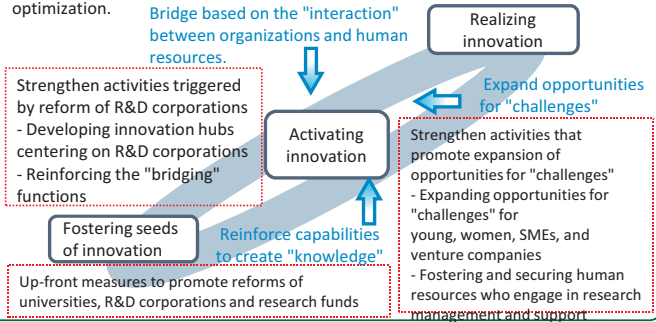 optimization.
Bridge based on the "interaction"
between organizations and human
resources.
Realizing
innovation
Strengthen activities triggered
by reform of R&D corporations
- Developing innovation hubs
centering on R&D corporations
- Reinforcing the "bridging"
functions
Activating
innovation
Expand opportunities
for "challenges"
Strengthen activities that
promote expansion of
opportunities for "challenges"
- Expanding opportunities for
"challenges" for
young, women, SMEs, and
venture companies
- Fostering and securing human
resources who engage in research
management and support
Fostering seeds
of innovation
Reinforce capabilities
to create "knowledge"
Up-front measures to promote reforms of
universities, R&D corporations and research funds